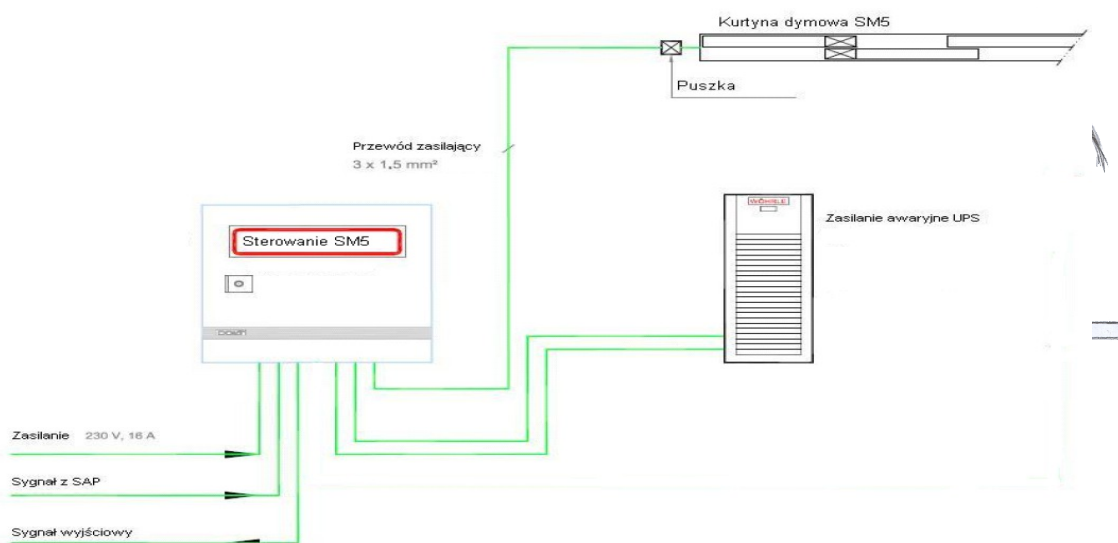 Kurtyna dymowa SM5
Puszka
Przewód zasilający
3 x 1,5 mm²
WÖHRLE
Zasilanie awaryjne UPS
Sterowanie SM5
Zasilanie 230 V, 16 A
Sygnał z SAP
Sygnał wyjściowy